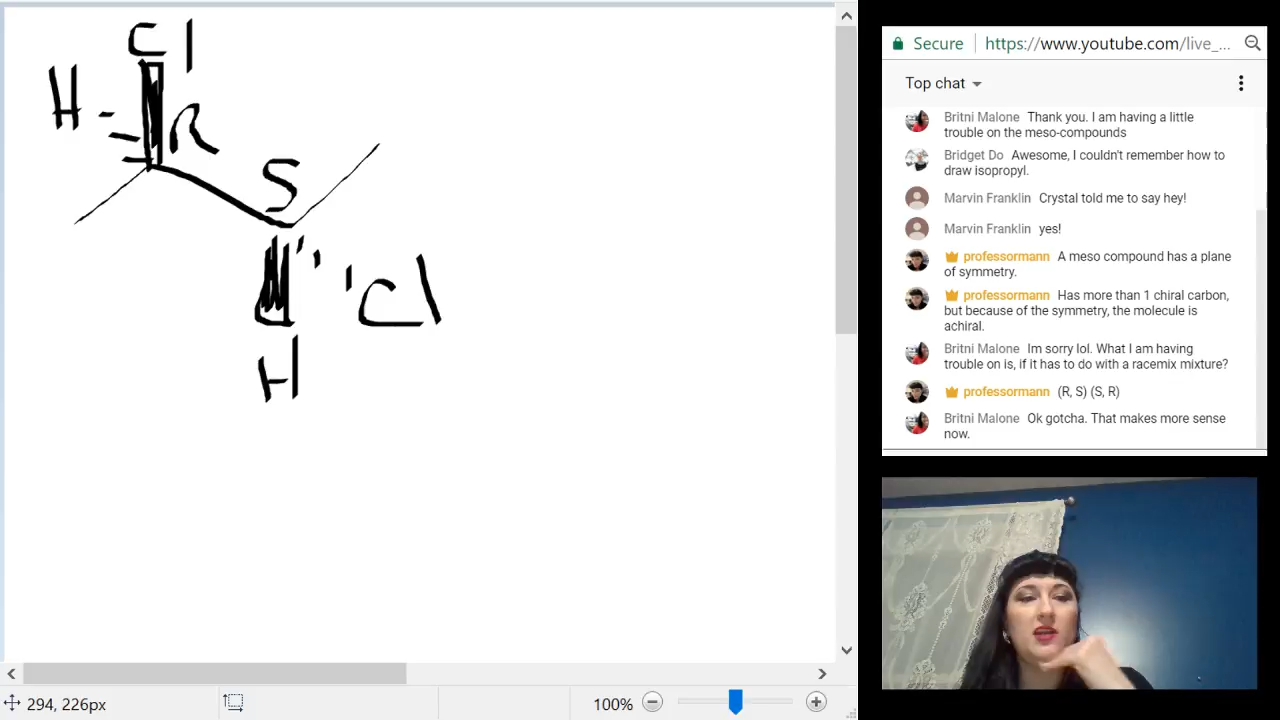 Cl
H
R
S
Cl
H
Secure https://www.youtube.com/live_...
Top chat
Britni Malone Thank you. I am having a little
trouble on the meso-compounds
Bridget Do Awesome, I couldn't remember how to
draw isopropyl.
Marvin Franklin Crystal told me to say hey!
Marvin Franklin yes!
professormann A meso compound has a plane
of symmetry.
professormann Has more than 1 chiral carbon,
but because of the symmetry, the molecule is
achiral.
Britni Malone Im sorry lol. What I am having
trouble on is, if it has to do with a racemix mixture?
professormann (R, S) (S, R)
Britni Malone Ok gotcha. That makes more sense
now.
294, 226px
100%